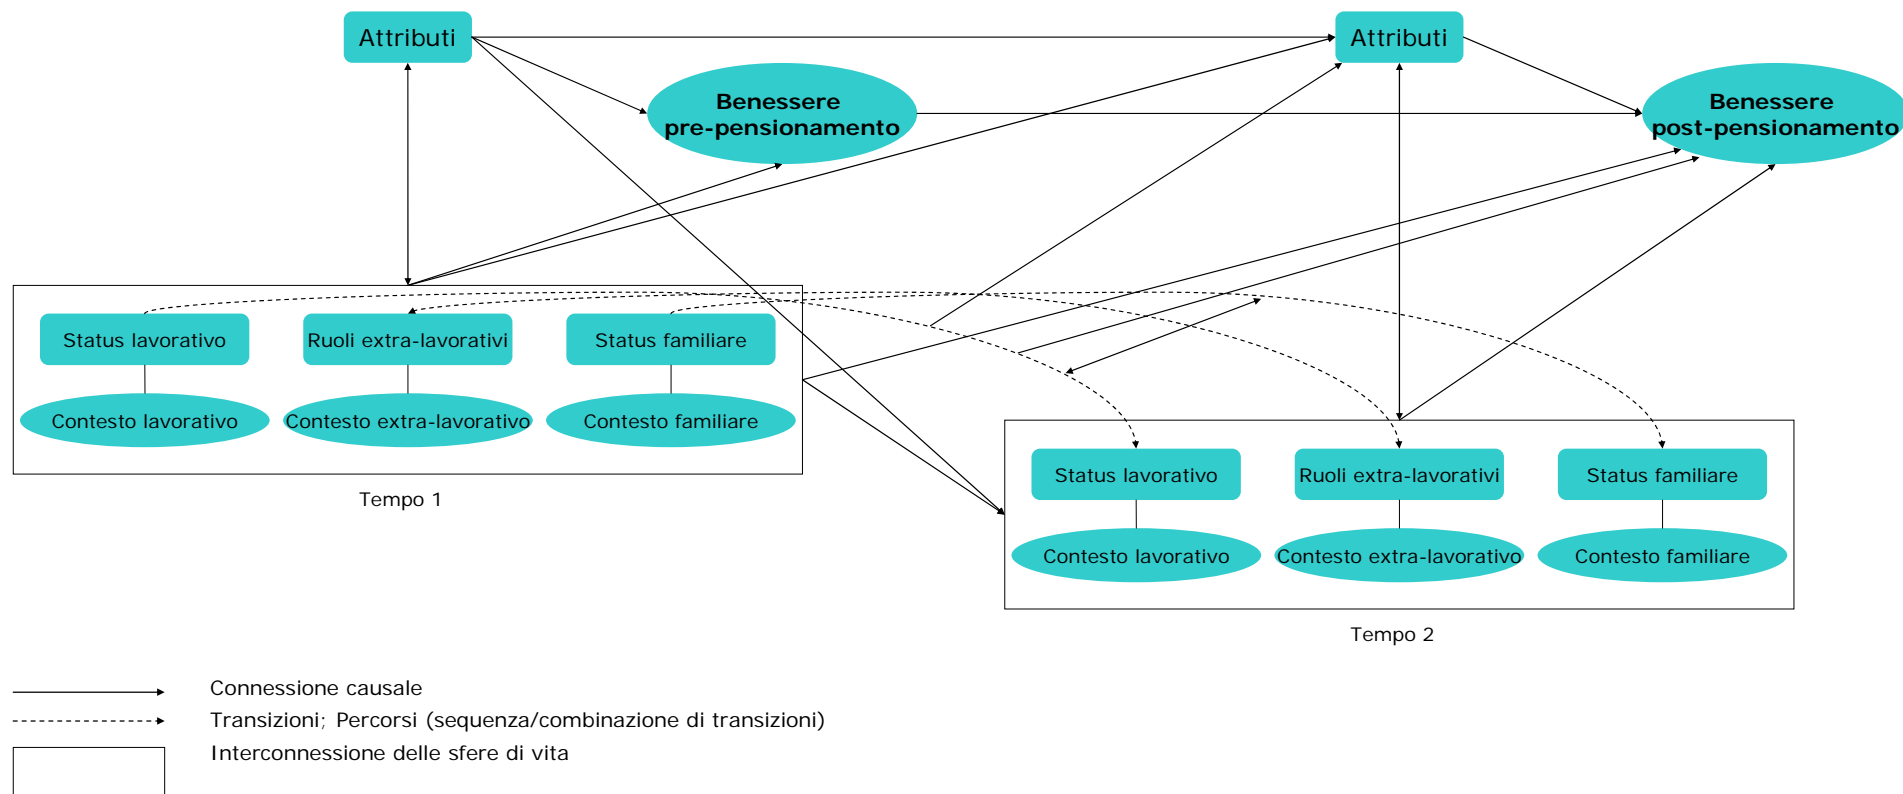 Attributi
Attributi
Benessere
pre-pensionamento
Benessere
post-pensionamento
Status lavorativo
Ruoli extra-lavorativi
Status familiare
Contesto lavorativo
Contesto extra-lavorativo
Contesto familiare
Tempo 1
Status lavorativo
Ruoli extra-lavorativi
Status familiare
Contesto lavorativo
Contesto extra-lavorativo
Contesto familiare
Tempo 2
Connessione causale
Transizioni; Percorsi (sequenza/combinazione di transizioni)
Interconnessione delle sfere di vita